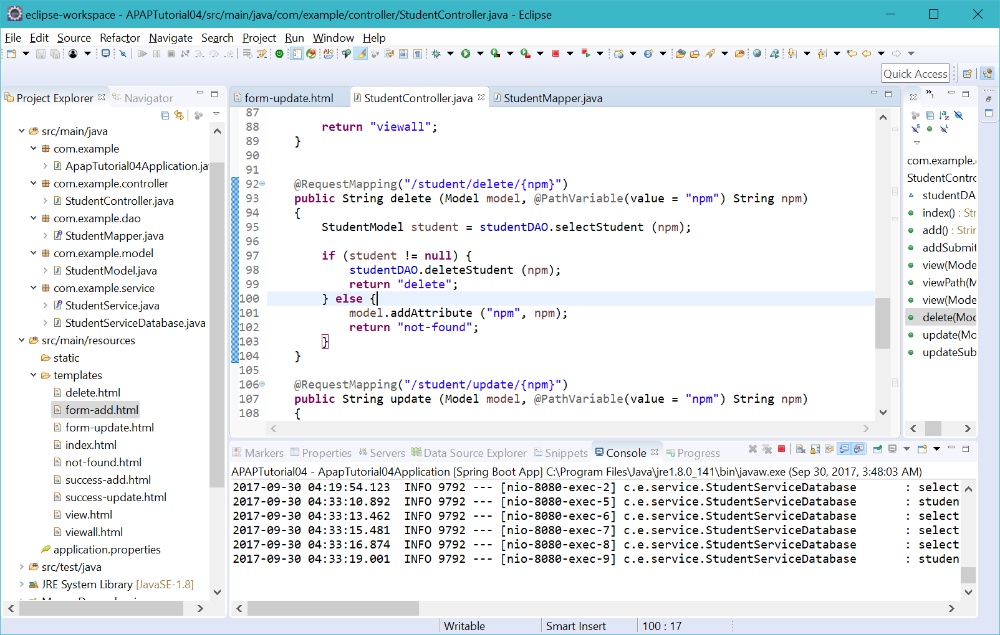 eclipse-workspace - APAPTutorial04/src/main/java/com/example/controller/StudentController.java - Eclipse
File Edit Source Refactor Navigate Search Project Run Window Help
Quick Access
Project Explorer Navigator
src/main/java
com.example
ApapTutorial04Application.ja
com.example.controller
StudentController.java
com.example.dao
StudentMapper.java
com.example.model
StudentModel.java
com.example.service
StudentService.java
StudentServiceDatabase.java
src/main/resources
static
templates
delete.html
form-add.html
form-update.html
index.html
not-found.html
success-add.html
success-update.html
view.html
viewall.html
application.properties
src/test/java
JRE System Library [JavaSE-1.8]
form-update.html StudentController.java StudentMapper.java
87
88 return "viewall";
89 }
90
91
92 @RequestMapping("/student/delete/{npm}")
93 public String delete (Model model, @PathVariable(value = "npm") String npm)
94 {
95 StudentModel student = studentDAO.selectStudent (npm);
96
97 if (student != null) {
98 studentDAO.deleteStudent (npm);
99 return "delete";
100 } else {
101 model.addAttribute ("npm", npm);
102 return "not-found";
103 }
104 }
105
106 @RequestMapping("/student/update/{npm}")
107 public String update (Model model, @PathVariable(value = "npm") String npm)
108 {
com.example.
StudentContro
studentDA
index() : Str
add() : Strin
addSubmit
view(Mode
viewPath(M
view(Mode
delete(Moc
update(Mo
updateSub
Markers Properties Servers Data Source Explorer Snippets Console Progress
APAPTutorial04 - ApapTutorial04Application [Spring Boot App] C:\Program Files\Java\jre1.8.0_141\bin\javaw.exe (Sep 30, 2017, 3:48:03 AM)
2017-09-30 04:19:54.123 INFO 9792 --- [nio-8080-exec-2] c.e.service.StudentServiceDatabase : select
2017-09-30 04:33:10.892 INFO 9792 --- [nio-8080-exec-5] c.e.service.StudentServiceDatabase : studen
2017-09-30 04:33:13.462 INFO 9792 --- [nio-8080-exec-6] c.e.service.StudentServiceDatabase : select
2017-09-30 04:33:15.481 INFO 9792 --- [nio-8080-exec-7] c.e.service.StudentServiceDatabase : select
2017-09-30 04:33:16.874 INFO 9792 --- [nio-8080-exec-8] c.e.service.StudentServiceDatabase : select
2017-09-30 04:33:19.001 INFO 9792 --- [nio-8080-exec-9] c.e.service.StudentServiceDatabase : studen
Writable Smart Insert 100 : 17